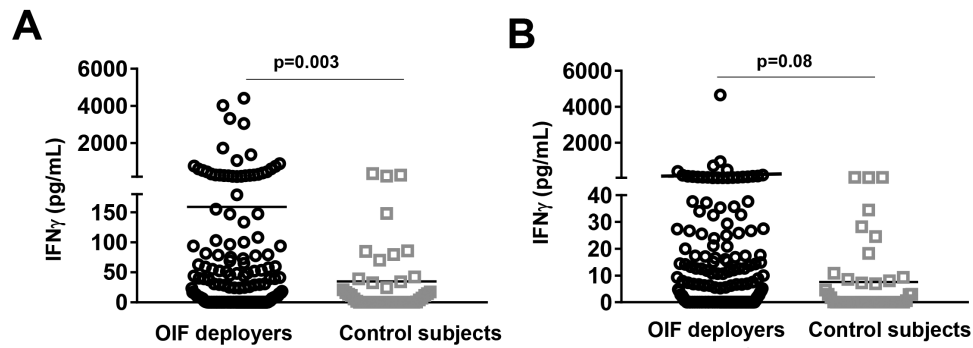 A
p=0.003
6000
4000
2000
150
100
50
0
IFNγ (pg/mL)
OIF deployers Control subjects
B
p=0.08
6000
4000
2000
40
30
20
10
0
IFNγ (pg/mL)
OIF deployers Control subjects